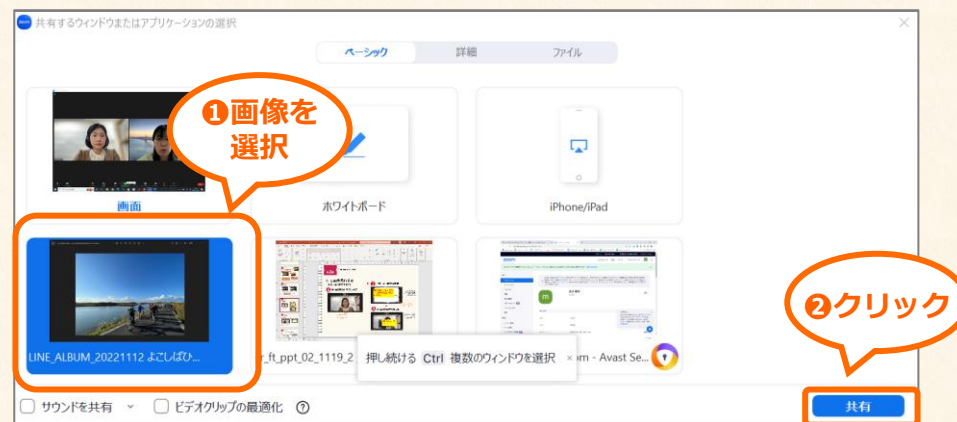 共有するウィンドウまたはアプリケーションの選択
ベーシック
詳細
ファイル
❶画像を
選択
画面
ホワイトボード
iPhone/iPad
❷クリック
LINE_ALBUM_20221112 よこしばひ...
r_ft_ppt_02_1119_2
押し続ける Ctrl 複数のウィンドウを選択
om - Avast Se...
サウンドを共有
ビデオクリップの最適化
共有